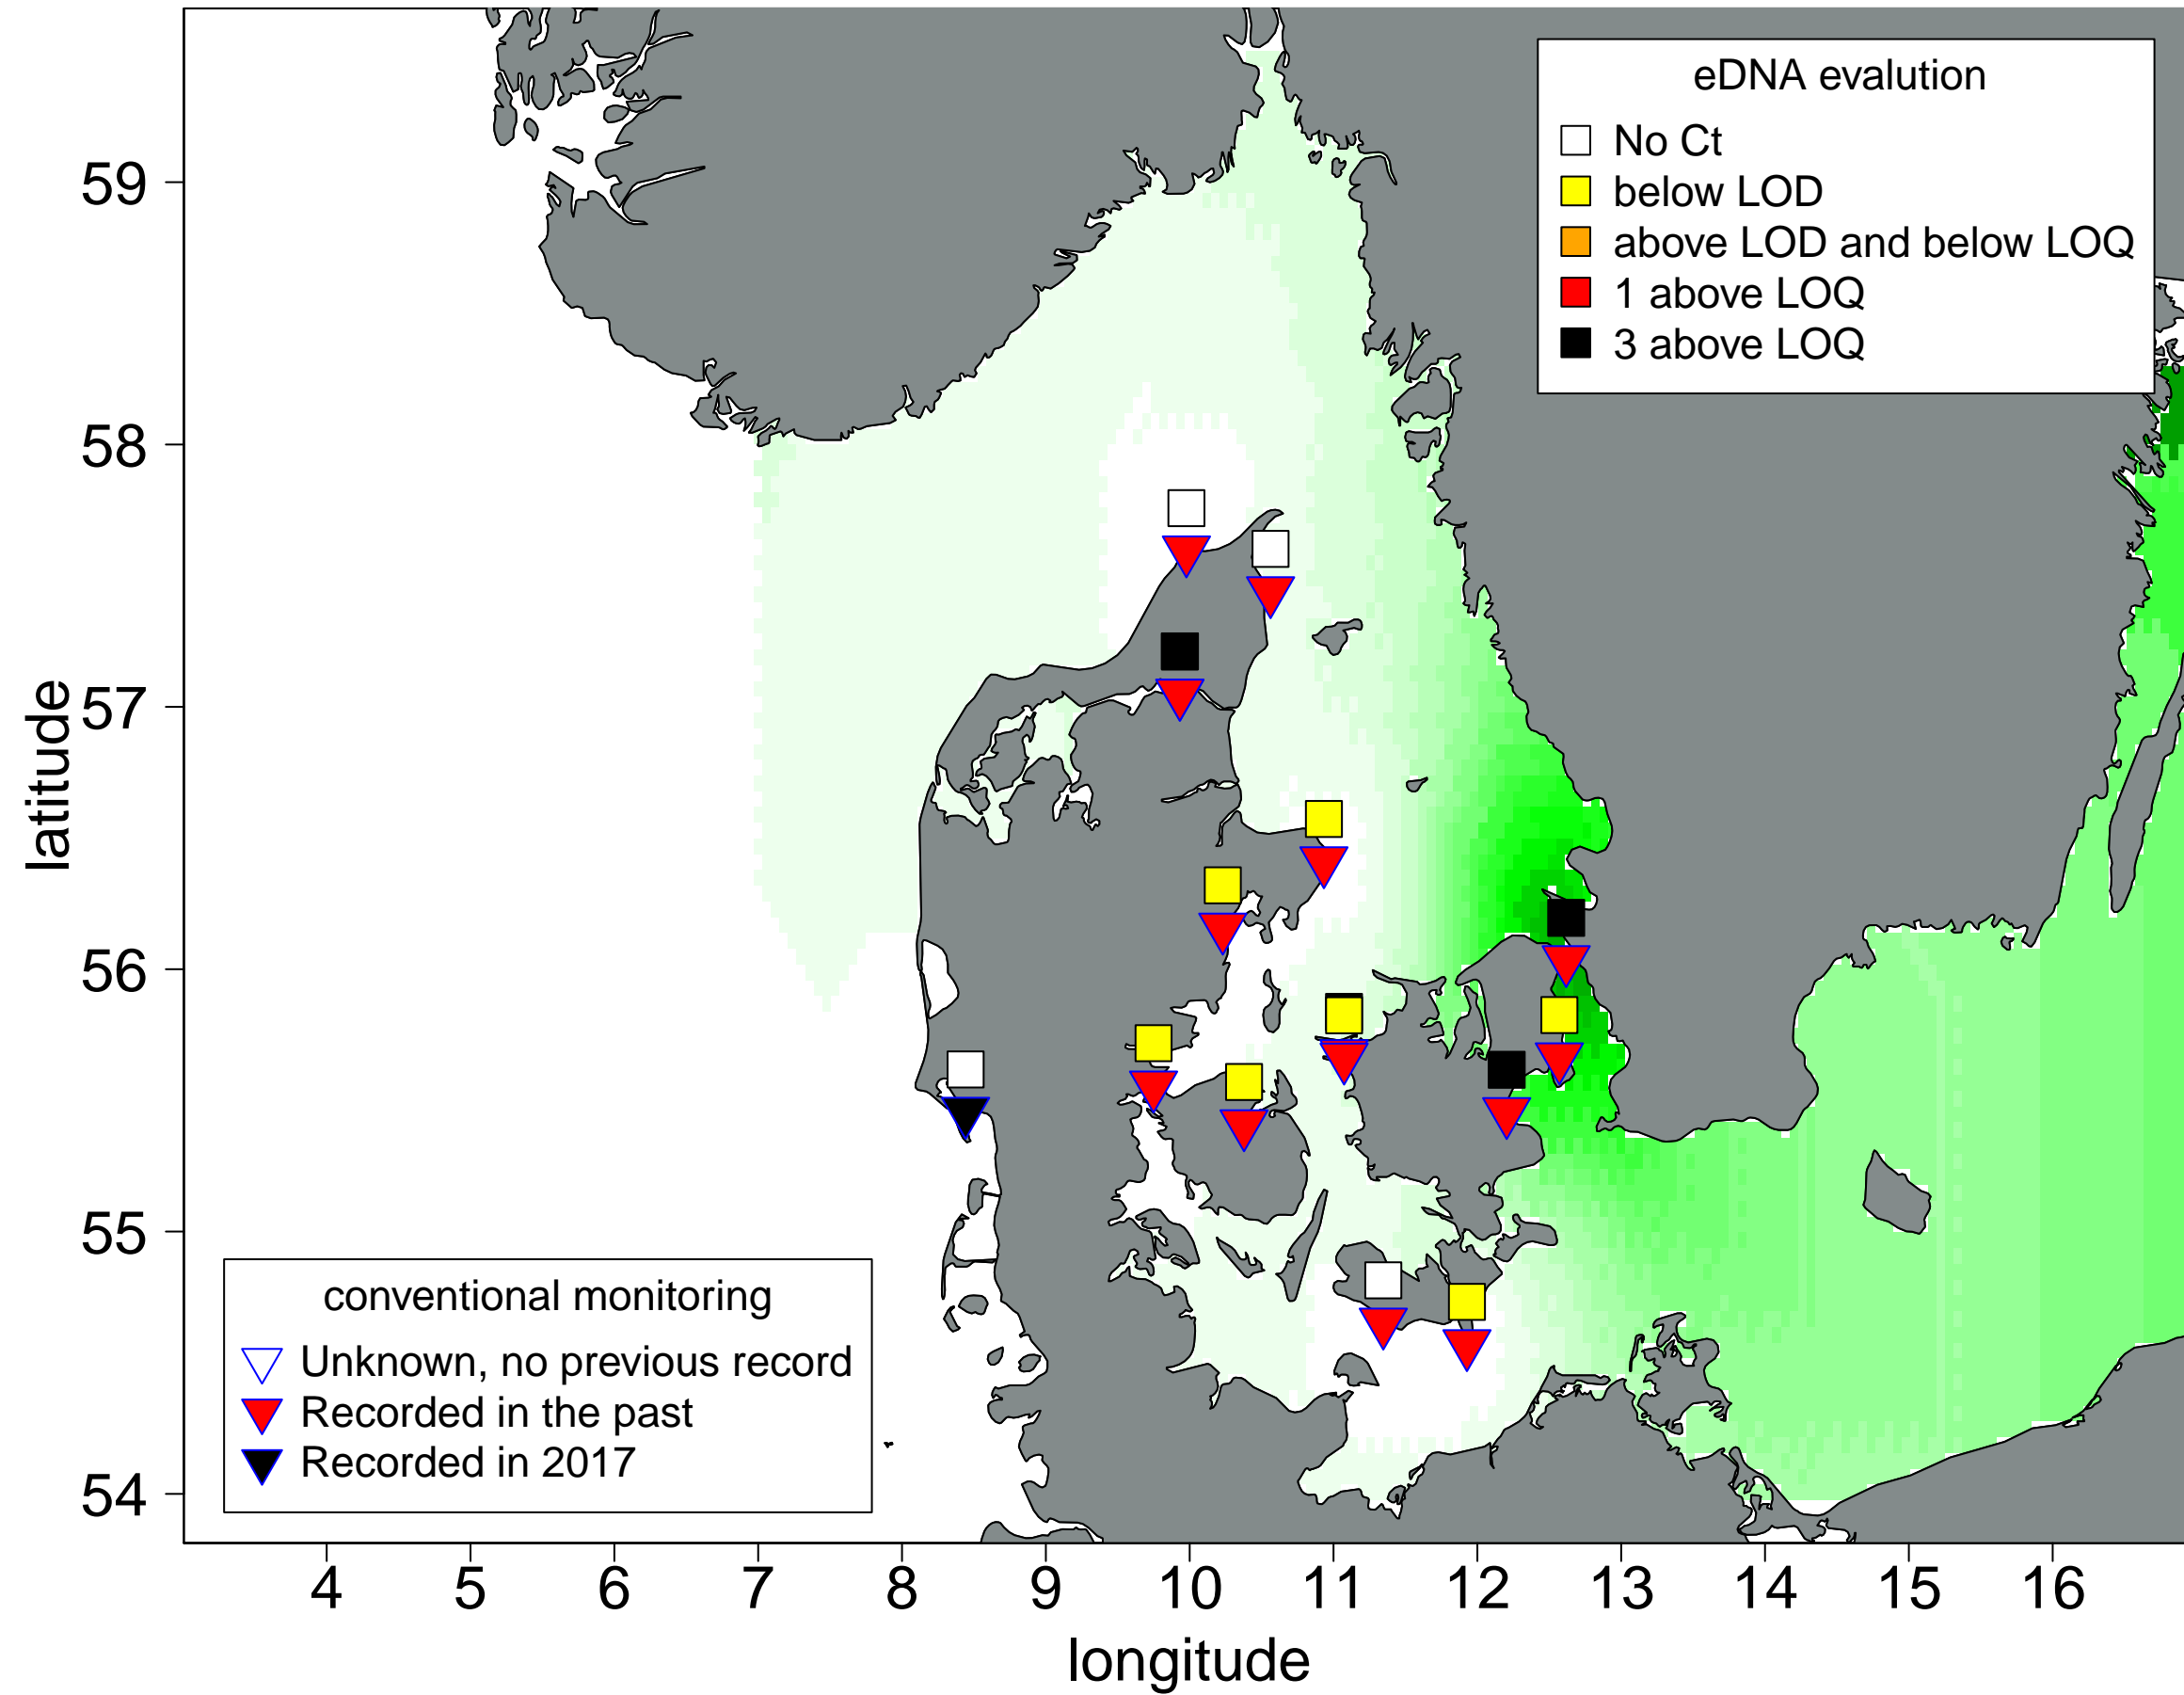 eDNA evalution
No Ct
below LOD
above LOD and below LOQ
1 above LOQ
3 above LOQ
59
58
57
56
55
54
latitude
conventional monitoring
Unknown, no previous record
Recorded in the past
Recorded in 2017
4 5 6 7 8 9 10 11 12 13 14 15 16
longitude